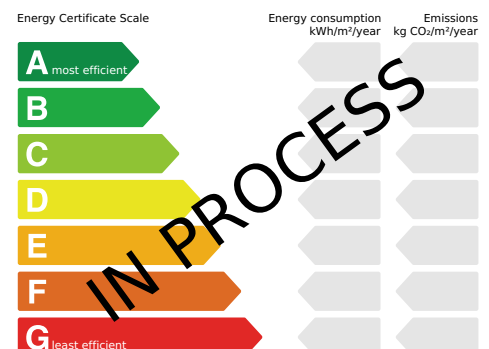 Energy Certificate Scale
Energy consumption
kWh/m²/year
Emissions
kg CO₂/m²/year
A most efficient
B
C
D
E
F
G least efficient
IN PROCESS